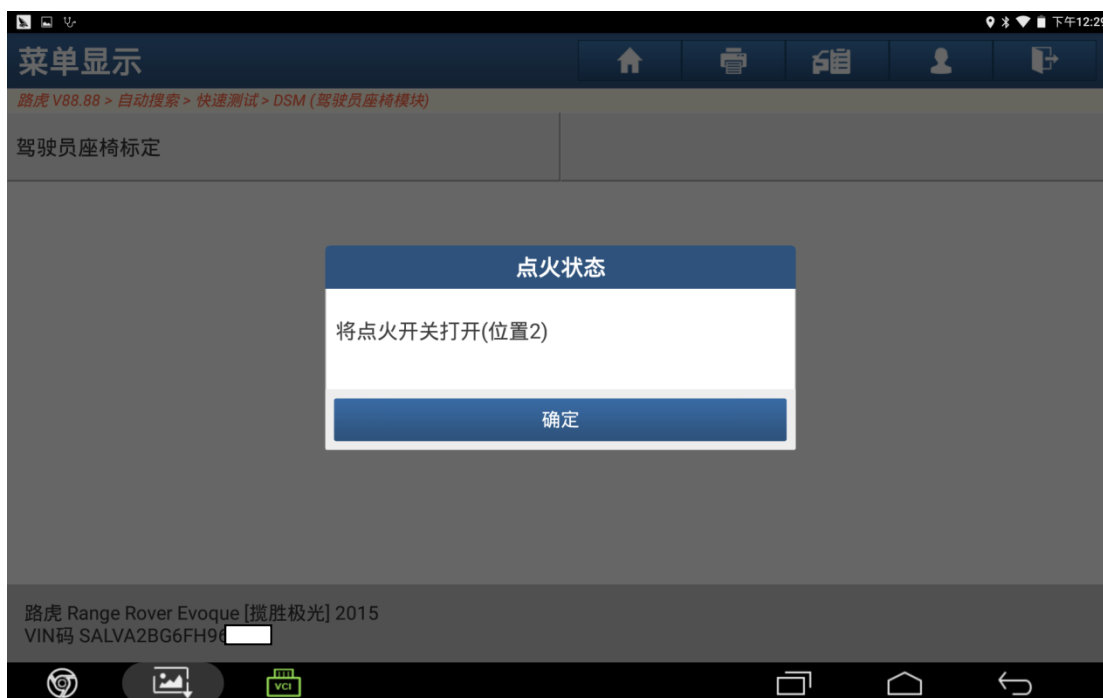 下午12:29
菜单显示
路虎 V88.88 > 自动搜索 > 快速测试 > DSM (驾驶员座椅模块)
驾驶员座椅标定
点火状态
将点火开关打开(位置2)
确定
路虎 Range Rover Evoque [揽胜极光] 2015
VIN码 SALVA2BG6FH96
VCI